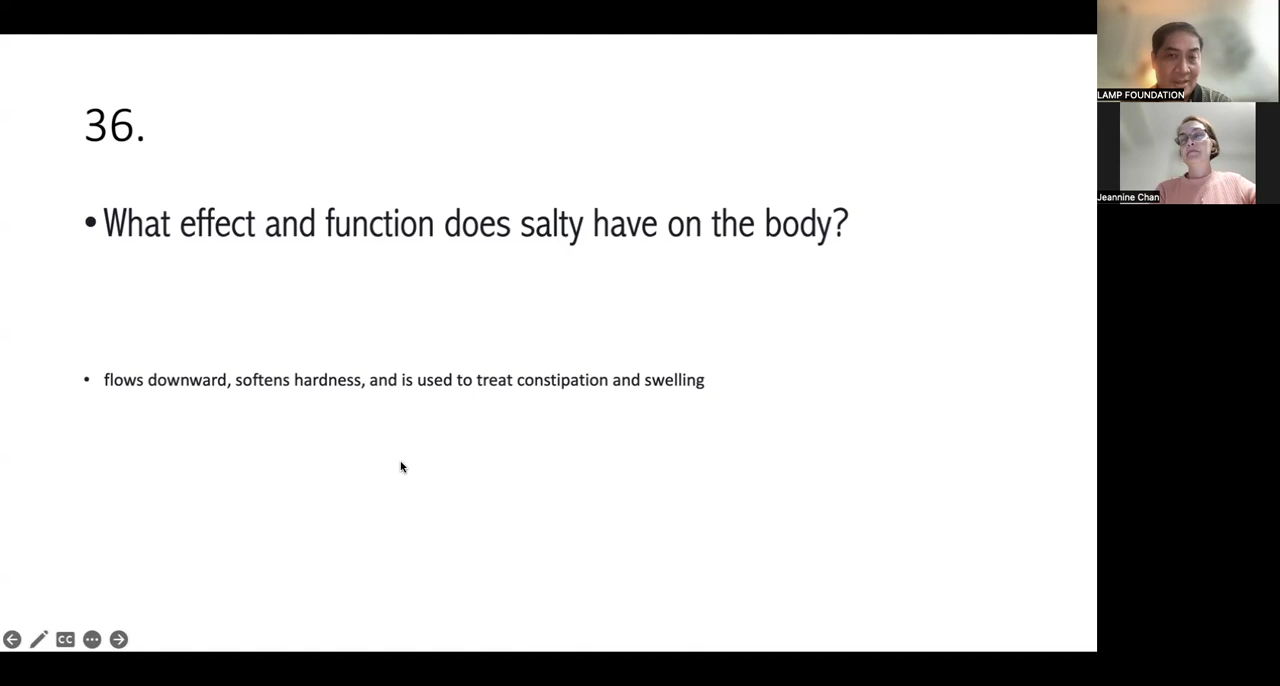 36.
• What effect and function does salty have on the body?
• flows downward, softens hardness, and is used to treat constipation and swelling
CC
LAMP FOUNDATION
Jeannine Chan